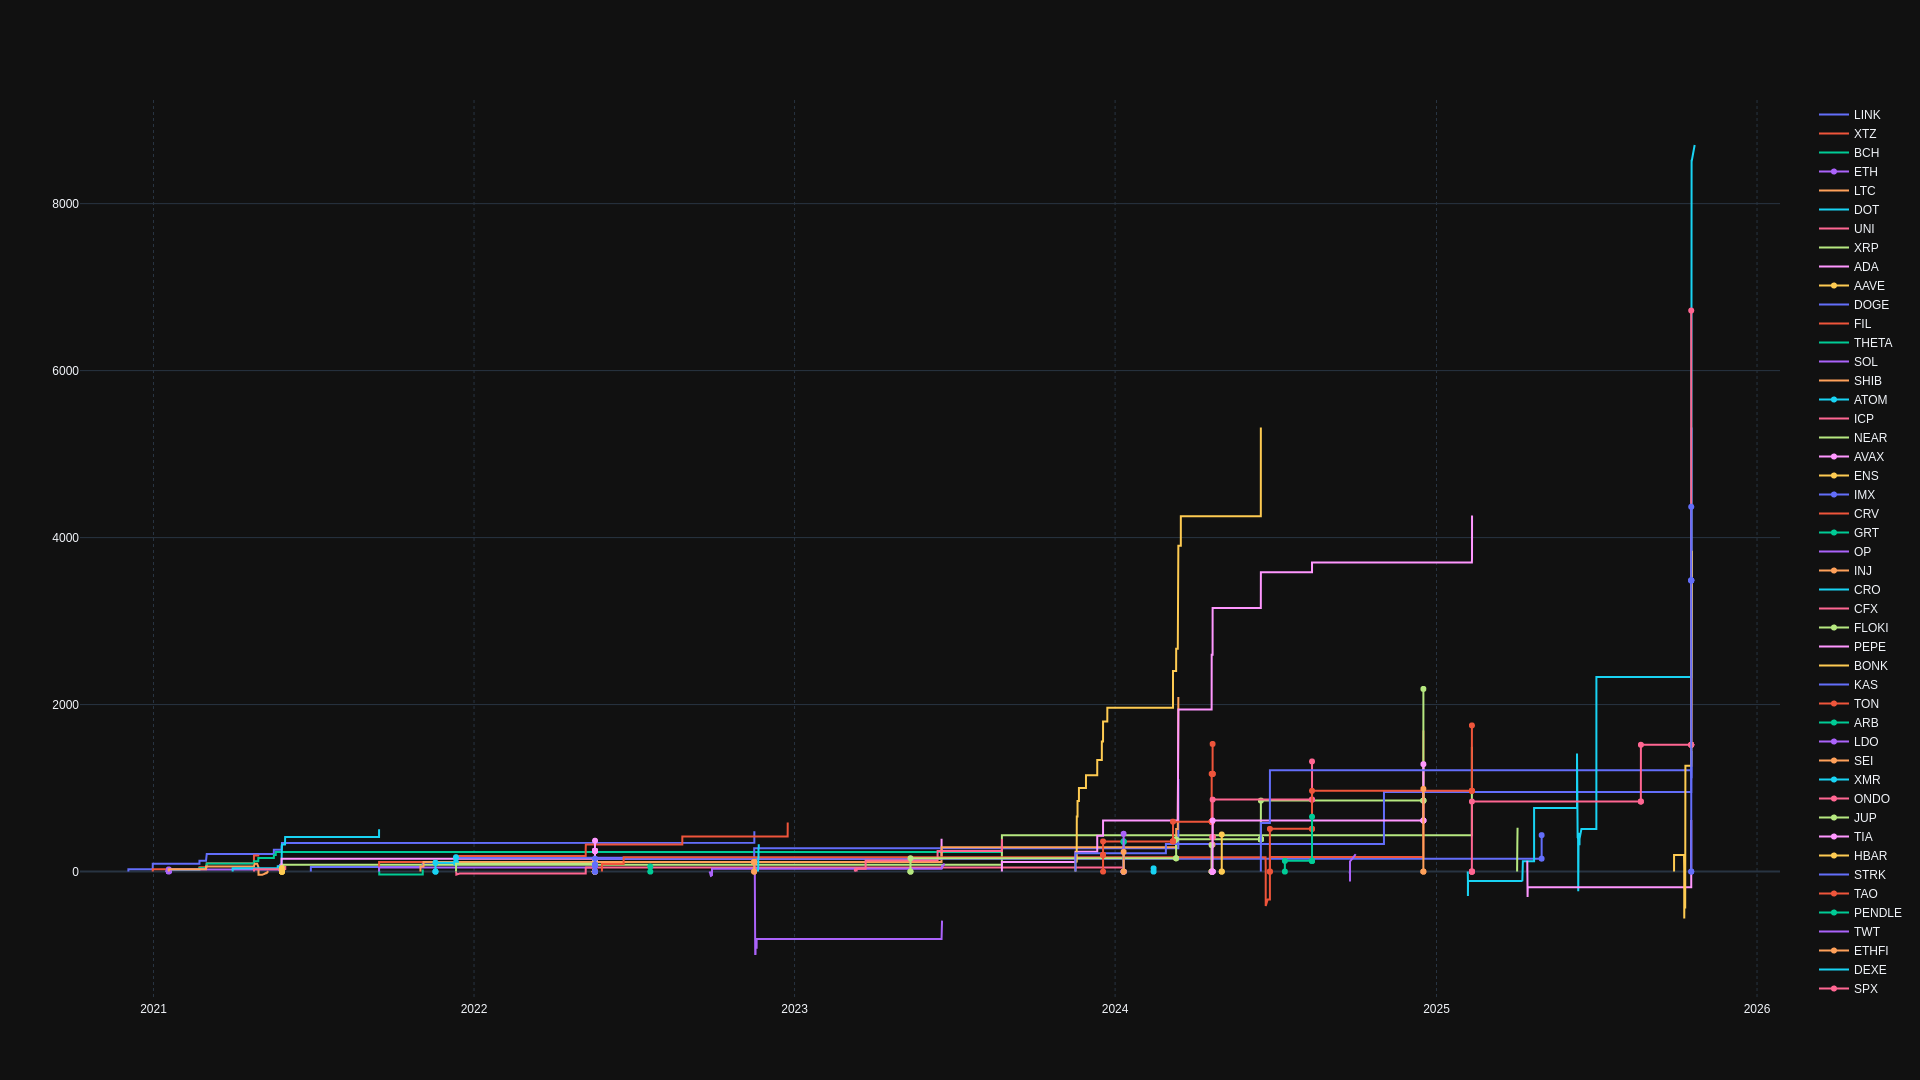 8000
6000
4000
2000
0
2021
2022
2023
2024
2025
2026
LINK
XTZ
BCH
ETH
LTC
DOT
UNI
XRP
ADA
AAVE
DOGE
FIL
THETA
SOL
SHIB
ATOM
ICP
NEAR
AVAX
ENS
IMX
CRV
GRT
OP
INJ
CRO
CFX
FLOKI
PEPE
BONK
KAS
TON
ARB
LDO
SEI
XMR
ONDO
JUP
TIA
HBAR
STRK
TAO
PENDLE
TWT
ETHFI
DEXE
SPX